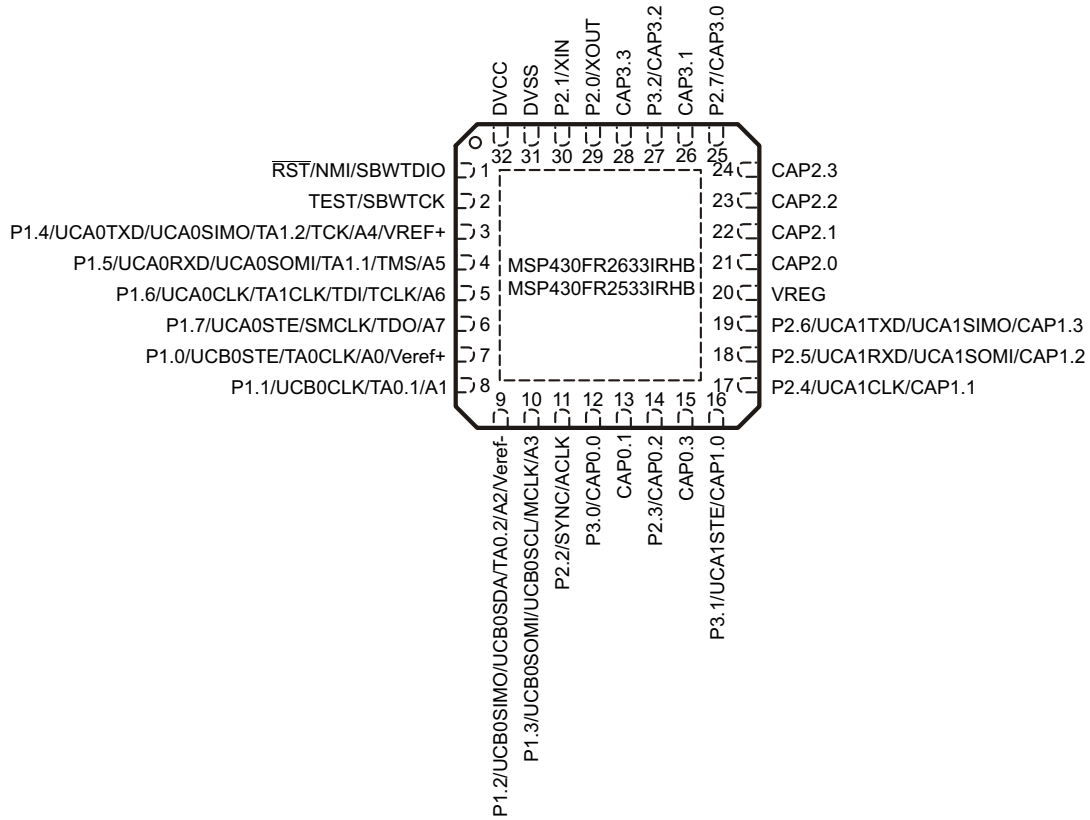 DVCC
DVSS
P2.1/XIN
P2.0/XOUT
CAP3.3
P3.2/CAP3.2
CAP3.1
P2.7/CAP3.0
32
31
30
29
28
27
26
25
RST/NMI/SBWTDIO
1
TEST/SBWTCK
2
P1.4/UCA0TXD/UCA0SIMO/TA1.2/TCK/A4/VREF+
3
P1.5/UCA0RXD/UCA0SOMI/TA1.1/TMS/A5
4
P1.6/UCA0CLK/TA1CLK/TDI/TCLK/A6
5
P1.7/UCA0STE/SMCLK/TDO/A7
6
P1.0/UCB0STE/TA0CLK/A0/Veref+
7
P1.1/UCB0CLK/TA0.1/A1
8
MSP430FR2633IRHB
MSP430FR2533IRHB
24
CAP2.3
23
CAP2.2
22
CAP2.1
21
CAP2.0
20
VREG
19
P2.6/UCA1TXD/UCA1SIMO/CAP1.3
18
P2.5/UCA1RXD/UCA1SOMI/CAP1.2
17
P2.4/UCA1CLK/CAP1.1
9
10
11
12
13
14
15
16
P1.2/UCB0SIMO/UCB0SDA/TA0.2/A2/Veref-
P1.3/UCB0SOMI/UCB0SCL/MCLK/A3
P2.2/SYNC/ACLK
P3.0/CAP0.0
CAP0.1
P2.3/CAP0.2
CAP0.3
P3.1/UCA1STE/CAP1.0